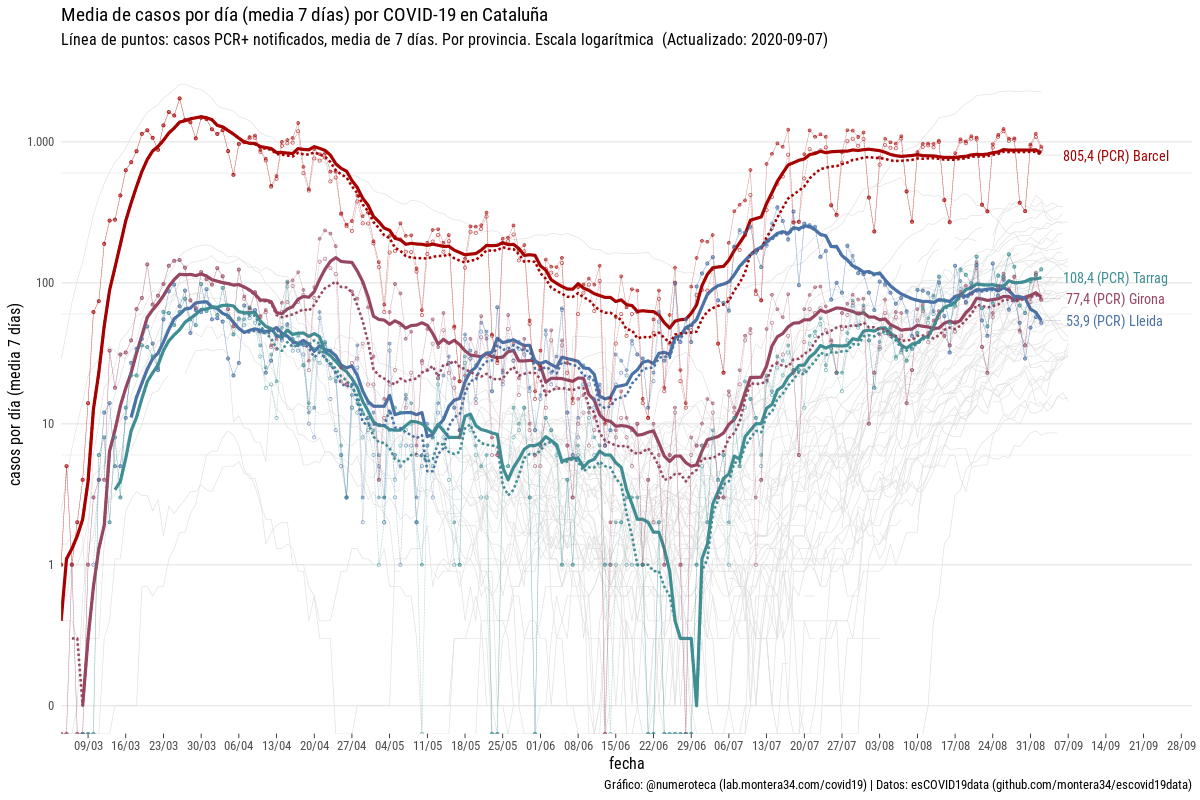 Media de casos por día (media 7 días) por COVID-19 en Cataluña
Línea de puntos: casos PCR+ notificados, media de 7 días. Por provincia. Escala logarítmica  (Actualizado: 2020-09-07)
casos por día (media 7 días)
1.000
100
10
1
0
805,4 (PCR) Barcel
108,4 (PCR) Tarrag
77,4 (PCR) Girona
53,9 (PCR) Lleida
09/03 16/03 23/03 30/03 06/04 13/04 20/04 27/04 04/05 11/05 18/05 25/05 01/06 08/06 15/06 22/06 29/06 06/07 13/07 20/07 27/07 03/08 10/08 17/08 24/08 31/08 07/09 14/09 21/09 28/09
fecha
Gráfico: @numeroteca (lab.montera34.com/covid19) | Datos: esCOVID19data (github.com/montera34/escovid19data)